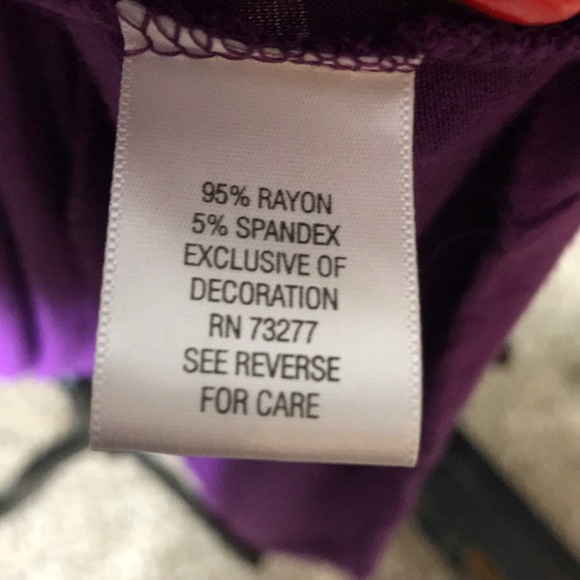 95% RAYON
5% SPANDEX
EXCLUSIVE OF
DECORATION
RN 73277
SEE REVERSE
FOR CARE